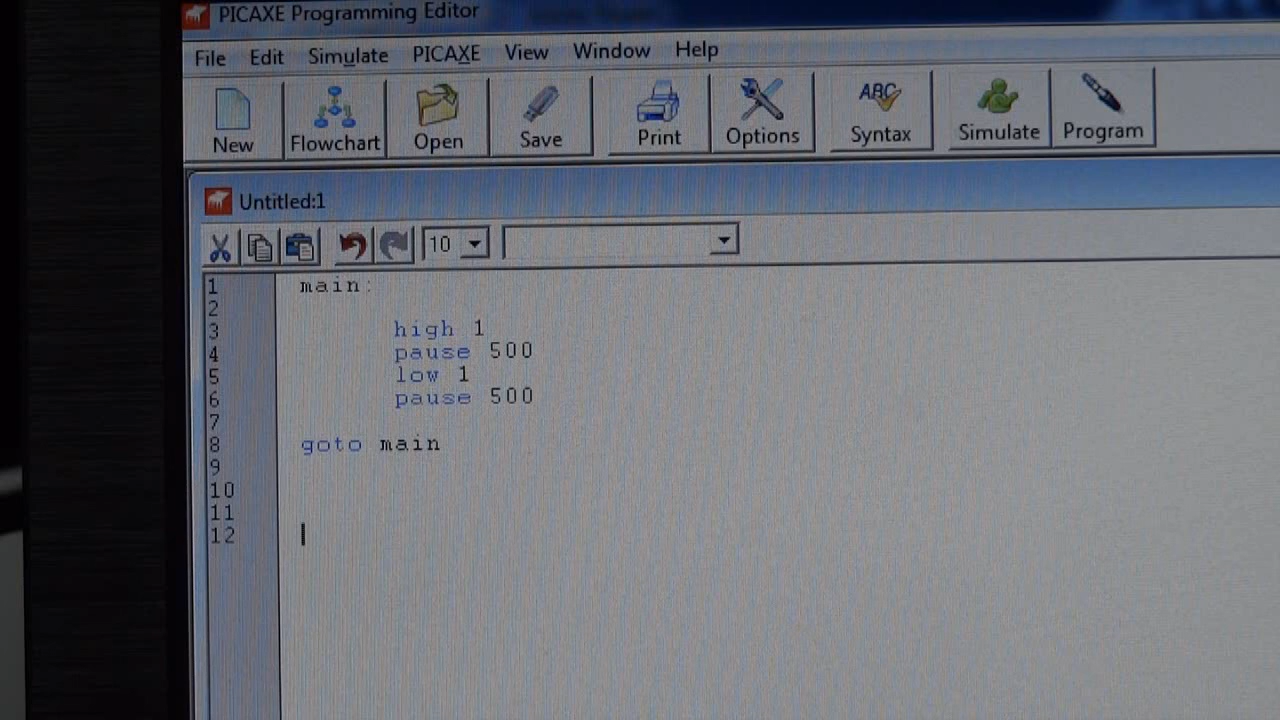 PICAXE Programming Editor
File Edit Simulate PICAXE View Window Help
New Flowchart Open Save Print Options ABC Syntax Simulate Program
Untitled:1
10
1 main:
2
3 high 1
4 pause 500
5 low 1
6 pause 500
7
8 goto main
9
10
11
12